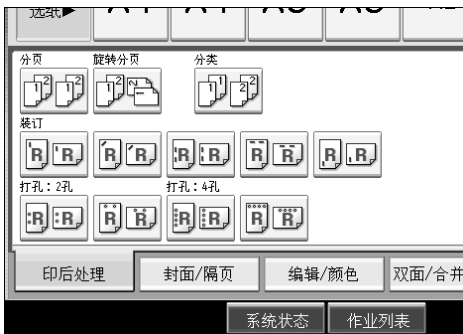 选纸▶
分页 旋转分页 分类
装订
打孔：2孔 打孔：4孔
印后处理 封面/隔页 编辑/颜色 双面/合并
系统状态 作业列表